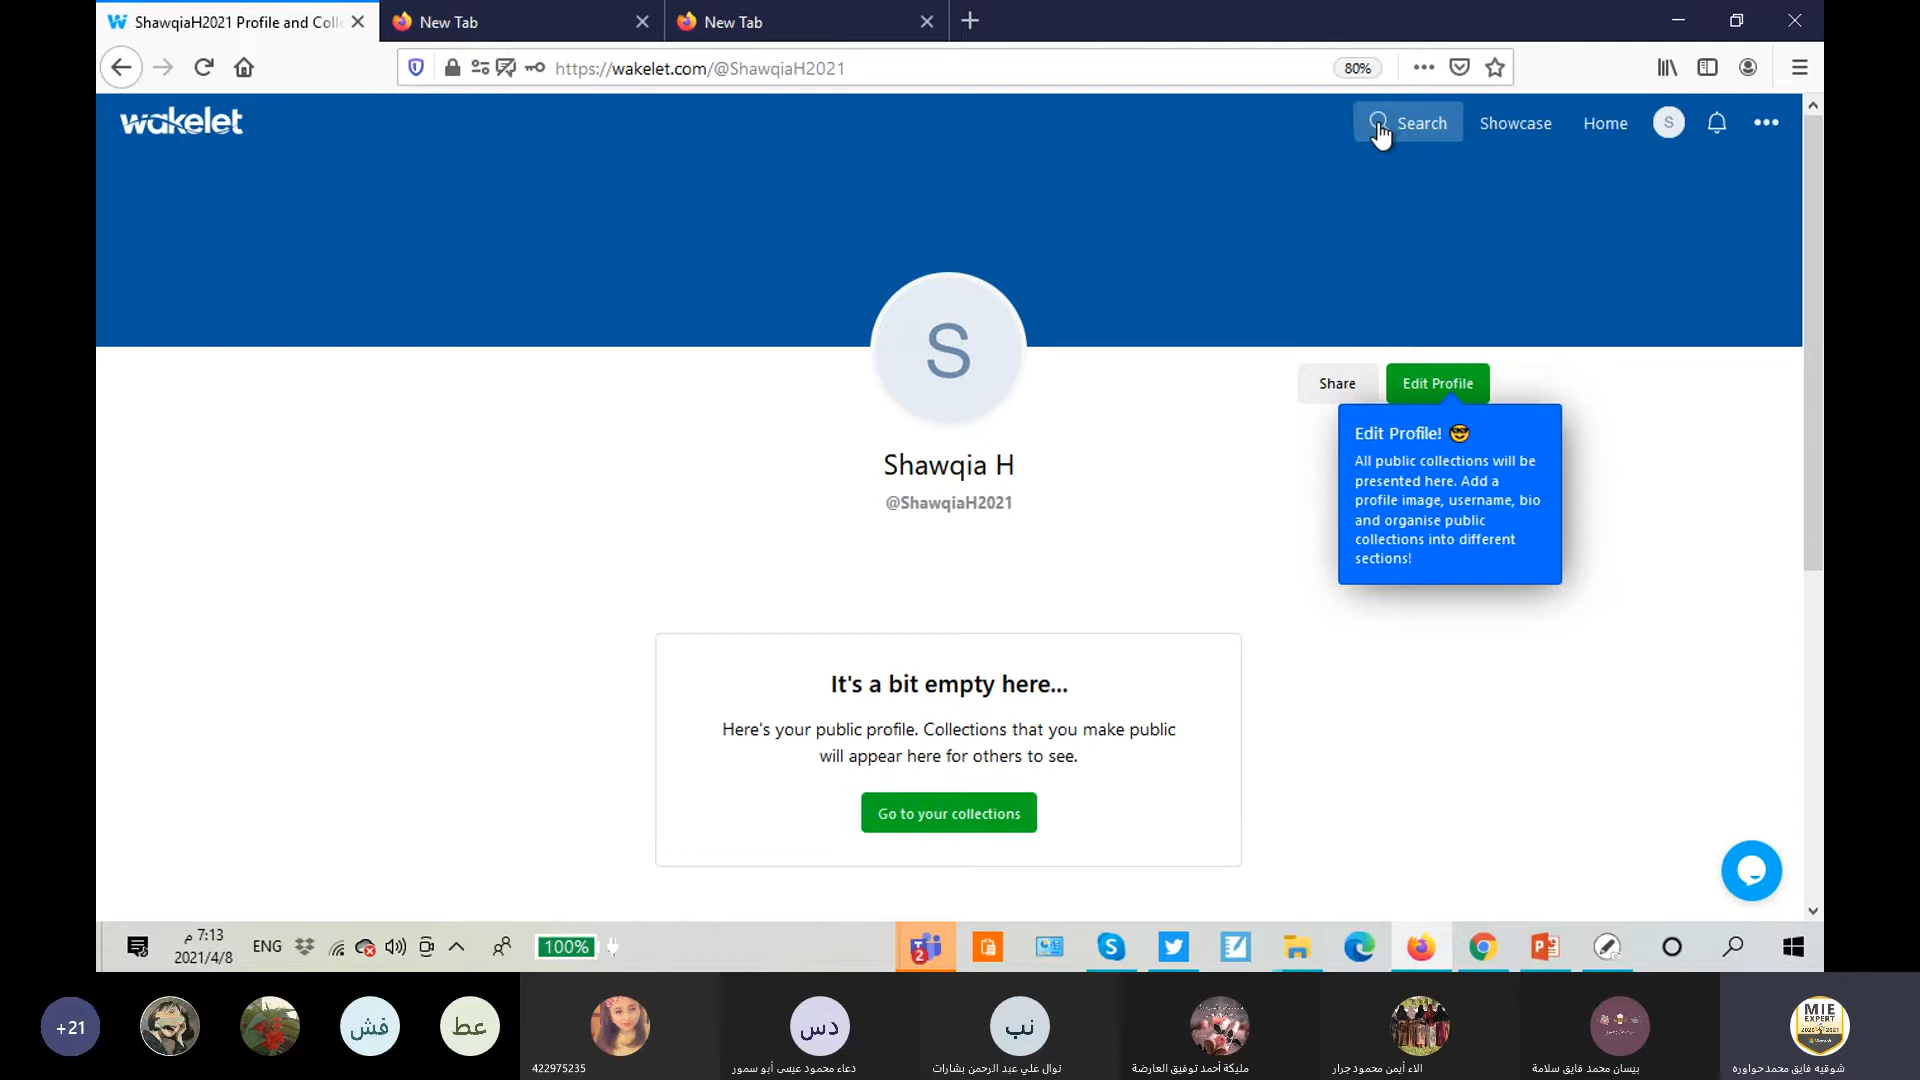 ShawqiaH2021 Profile and Coll
New Tab
New Tab
https://wakelet.com/@ShawqiaH2021
80%
wakelet
Search
Showcase
Home
S
S
Share
Edit Profile
Shawqia H
@ShawqiaH2021
Edit Profile! 😎
All public collections will be
presented here. Add a
profile image, username, bio
and organise public
collections into different
sections!
It's a bit empty here...
Here's your public profile. Collections that you make public
will appear here for others to see.
Go to your collections
7:13 م
2021/4/8
ENG
100%
2
+21
فش
عط
422975235
دس
دعاء محمود عيسى أبو سمور
نب
نوال علي عبد الرحمن بشارات
مليكة أحمد توفيق العارضة
الاء أيمن محمود جرار
بيسان محمد فايق سلامة
MIE
EXPERT
شوقيه فايق محمد حواوره